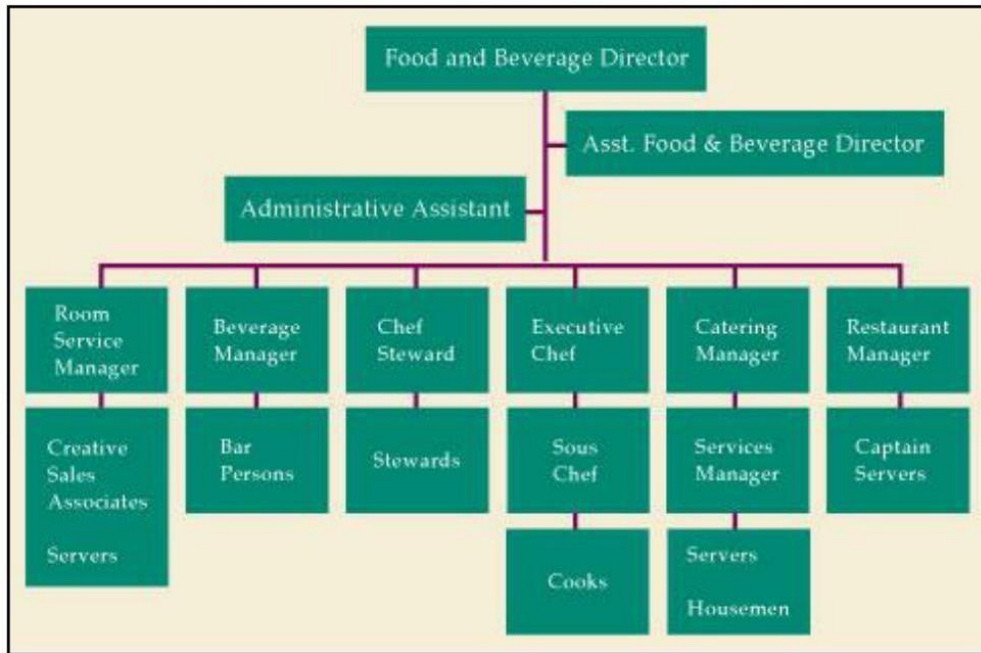 Food and Beverage Director
Asst. Food & Beverage Director
Administrative Assistant
Room
Service
Manager
Beverage
Manager
Chef
Steward
Executive
Chef
Catering
Manager
Restaurant
Manager
Creative
Sales
Associates
Servers
Bar
Persons
Stewards
Sous
Chef
Services
Manager
Captain
Servers
Cooks
Servers
Housemen